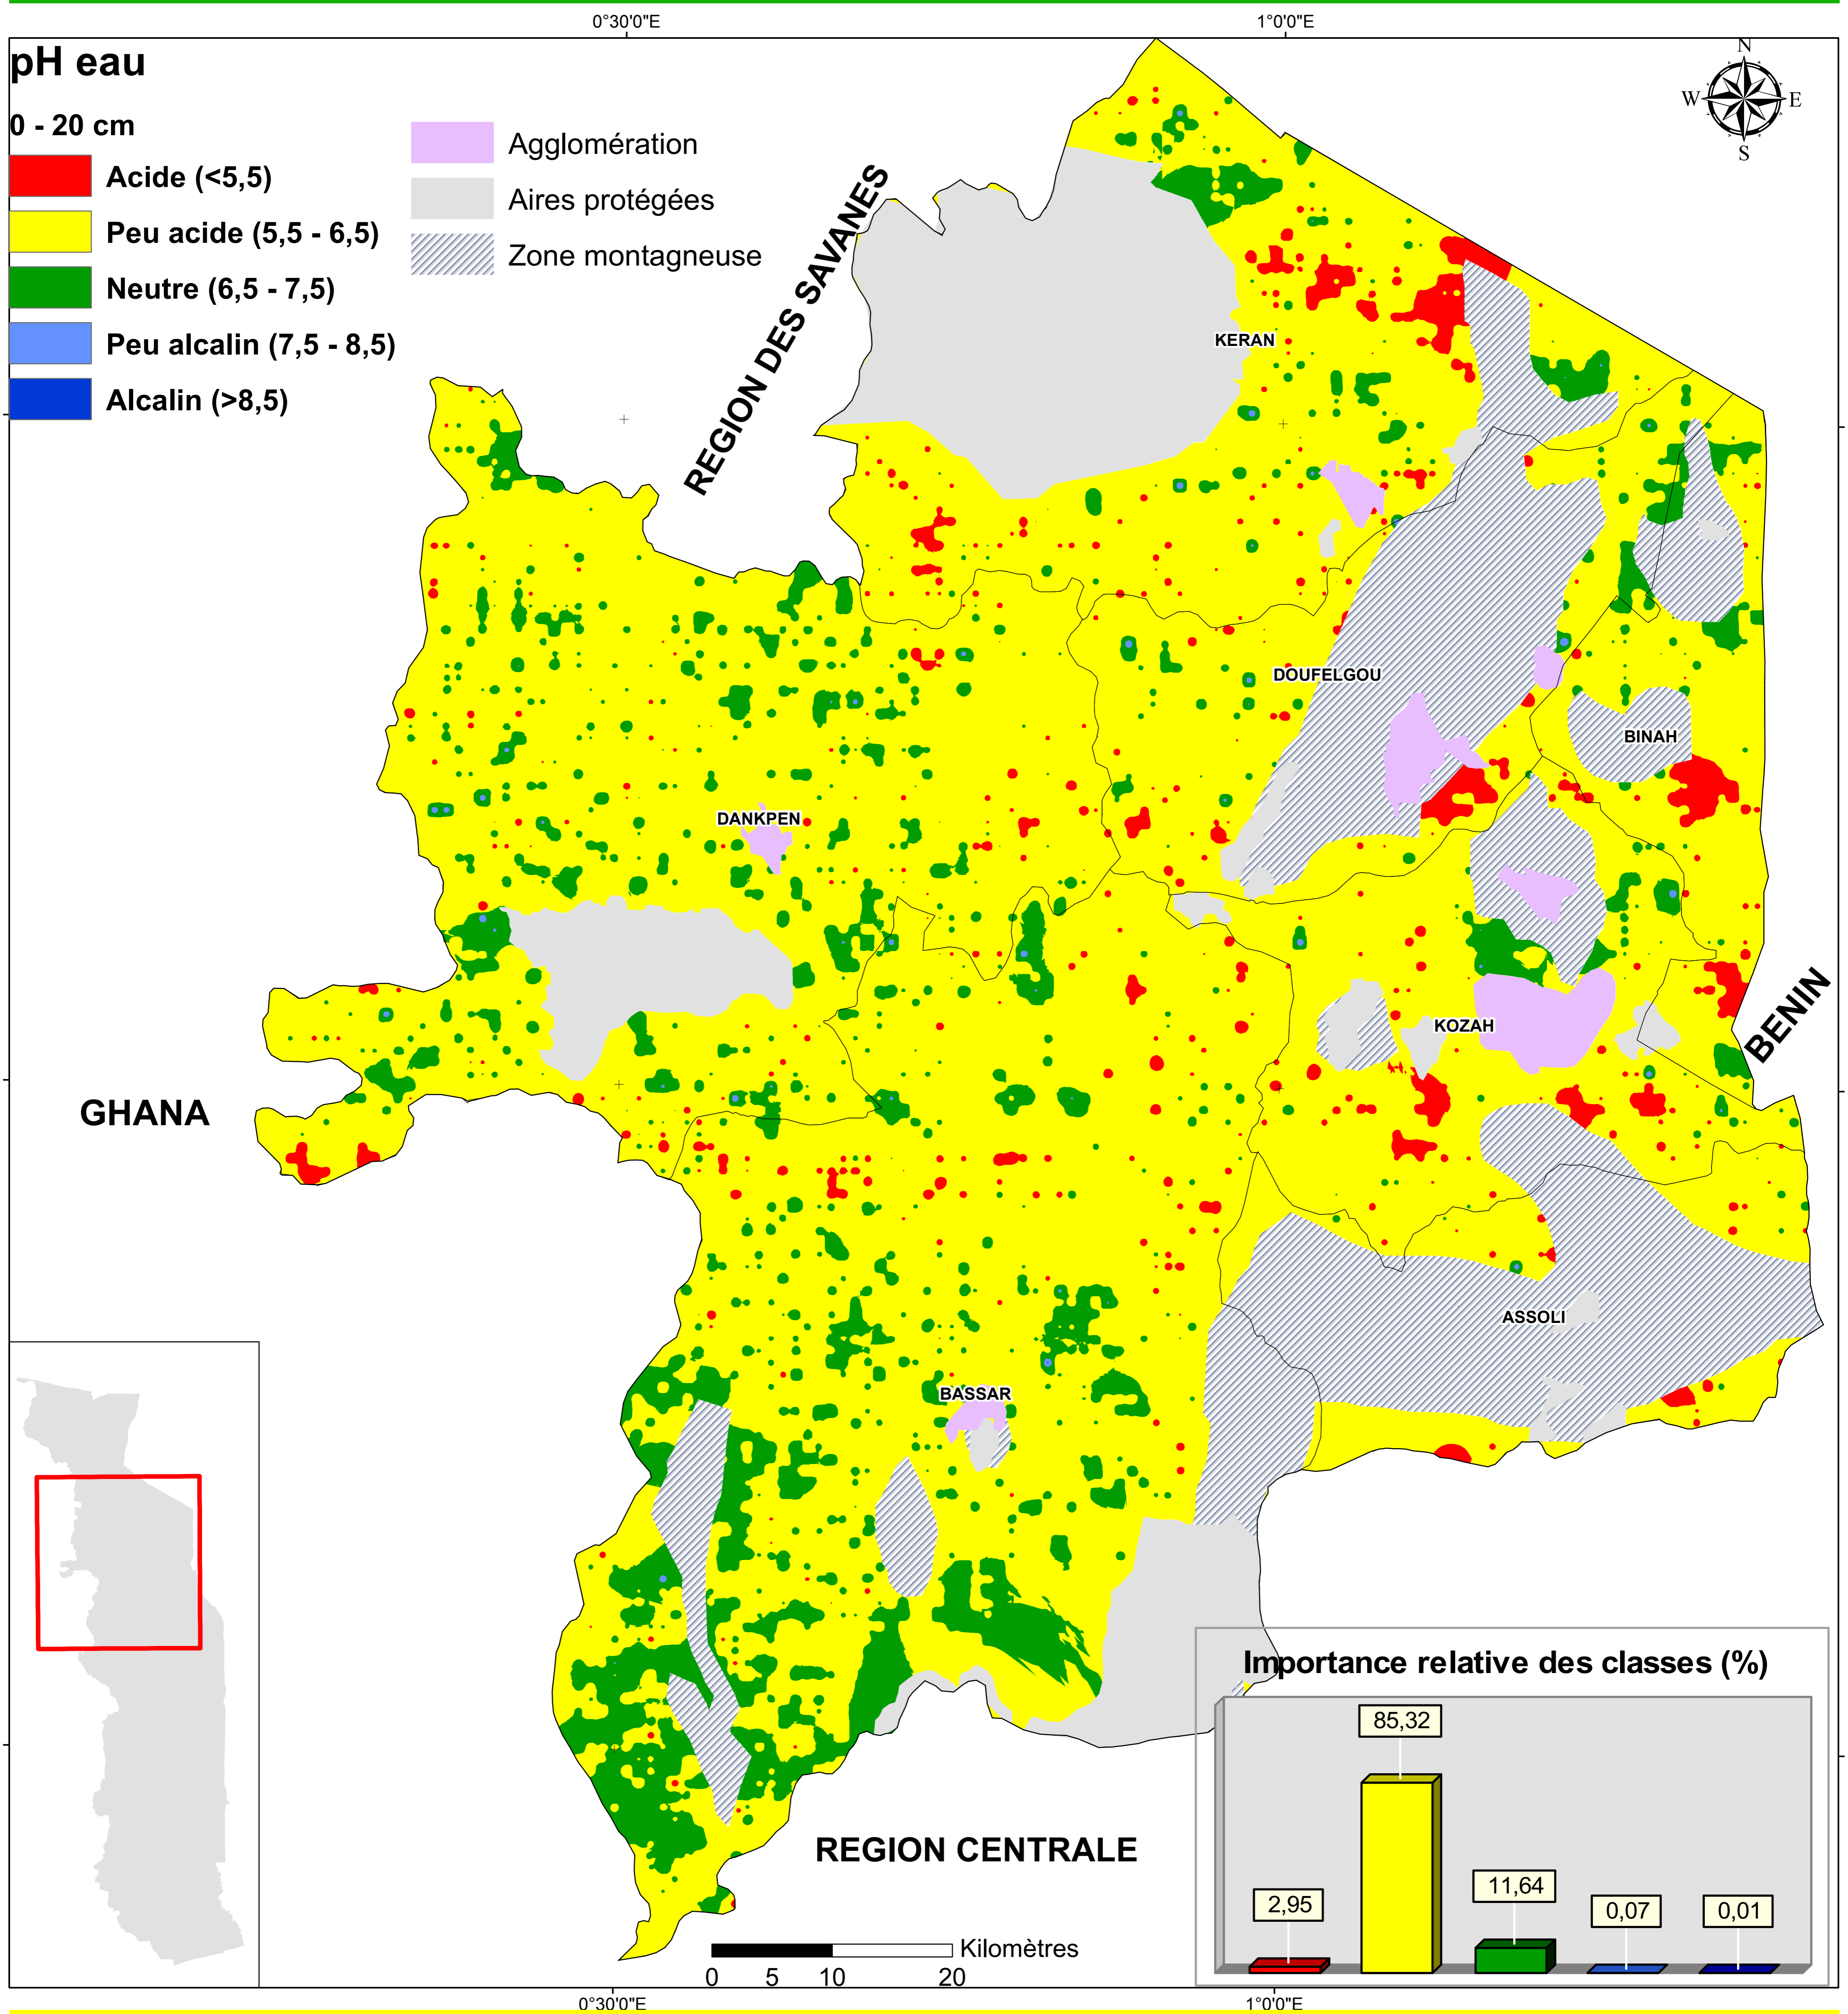 0°30'0"E
1°0'0"E
pH eau
0 - 20 cm
Acide (<5,5)
Peu acide (5,5 - 6,5)
Neutre (6,5 - 7,5)
Peu alcalin (7,5 - 8,5)
Alcalin (>8,5)
Agglomération
Aires protégées
Zone montagneuse
N
W
E
S
REGION DES SAVANES
KERAN
DOUFELGOU
BINAH
DANKPEN
KOZAH
BENIN
GHANA
ASSOLI
BASSAR
REGION CENTRALE
Importance relative des classes (%)
85,32
11,64
2,95
0,07
0,01
Kilomètres
0
5
10
20
0°30'0"E
1°0'0"E